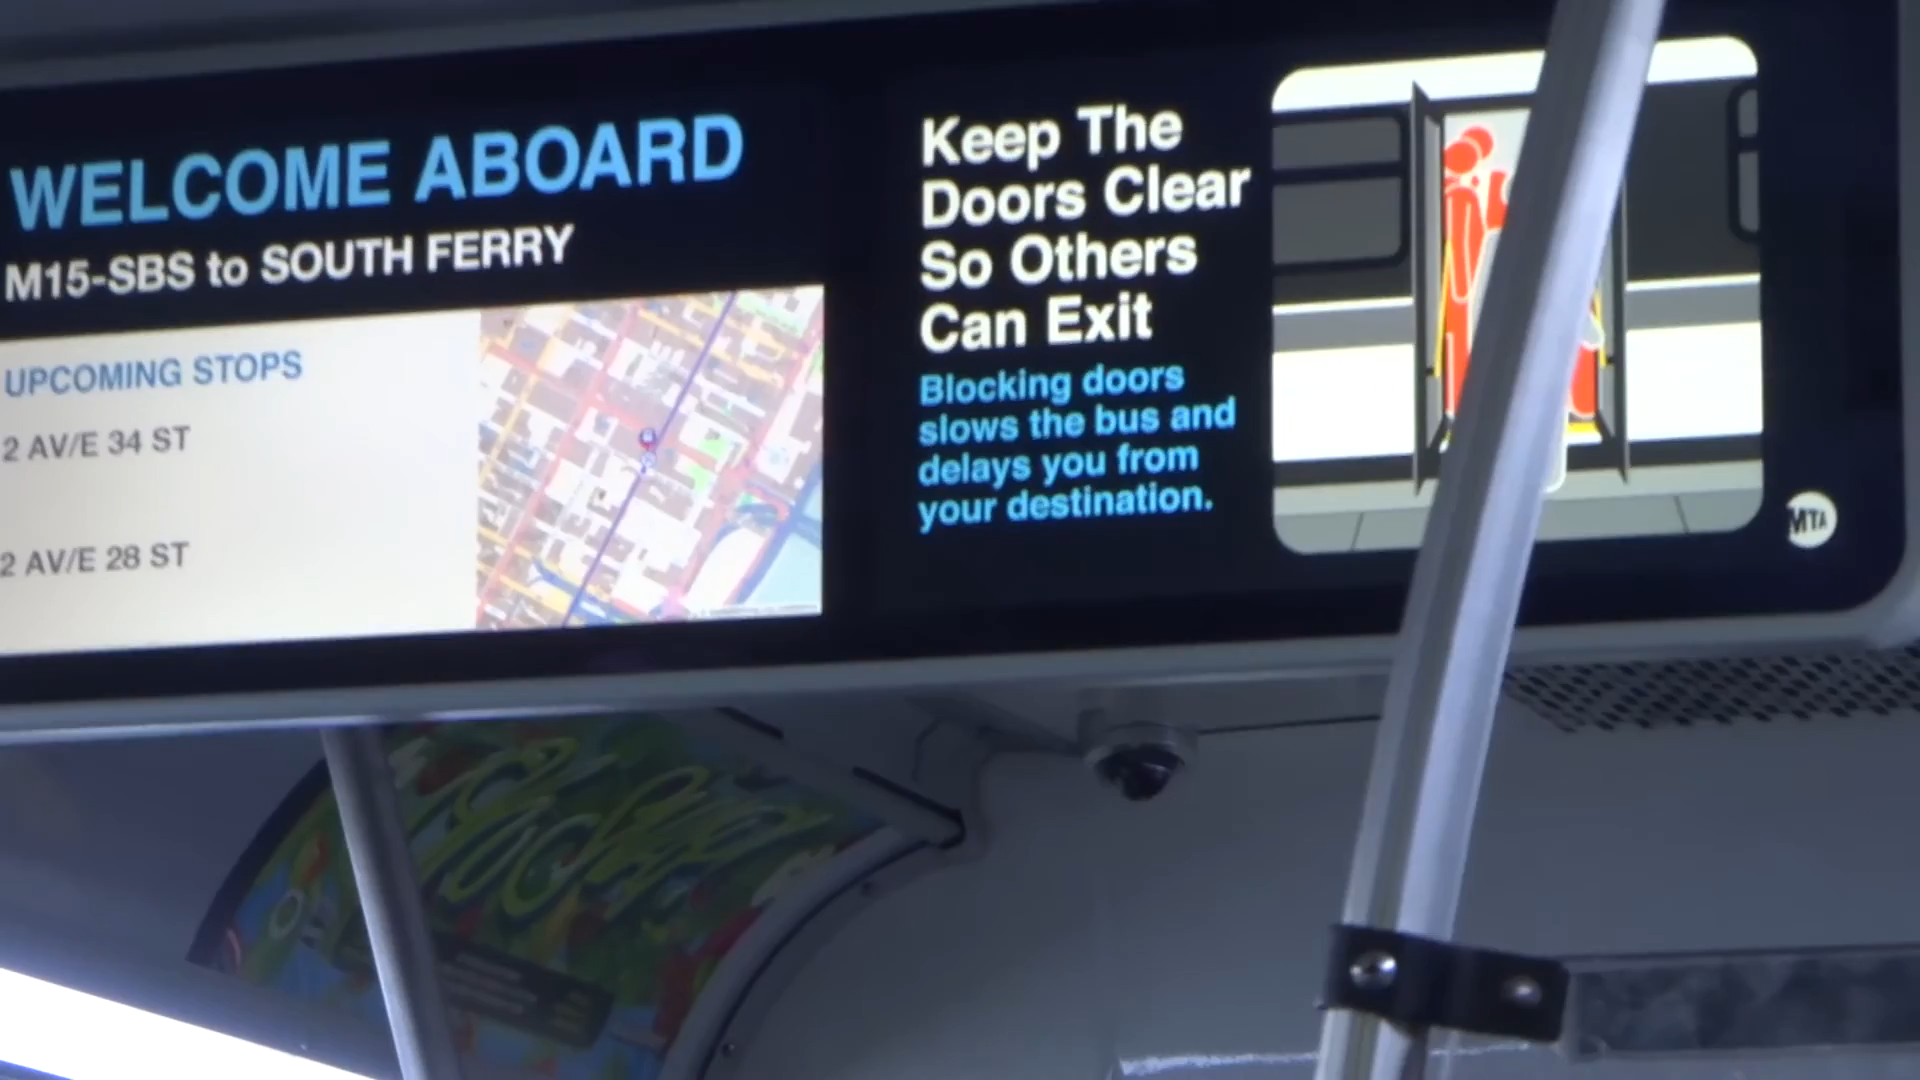 WELCOME ABOARD
M15-SBS to SOUTH FERRY
UPCOMING STOPS
2 AV/E 34 ST
2 AV/E 28 ST
Keep The
Doors Clear
So Others
Can Exit
Blocking doors
slows the bus and
delays you from
your destination.
MTA